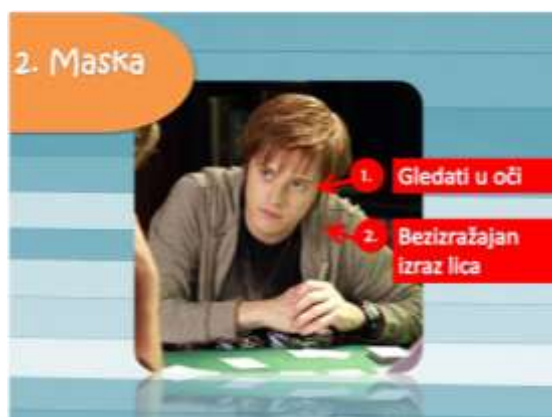 2. Maska
1. Gledati u oči
2. Bezizražajan
izraz lica